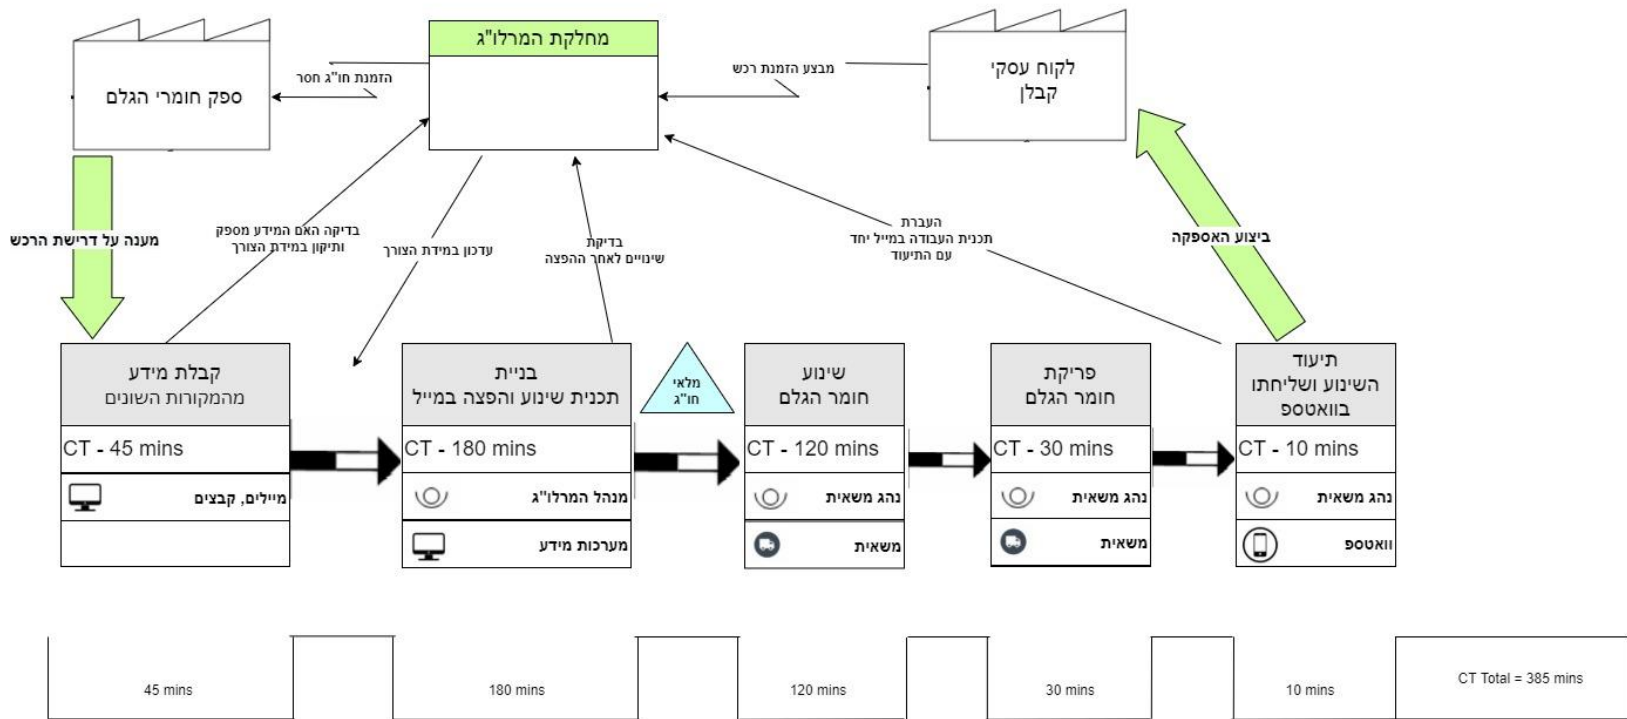 ספק חומרי הגלם
הזמנת חו"ג חסר
מחלקת המרלו"ג
מבצע הזמנת רכש
לקוח עסקי
קבלן
מענה על דרישת הרכש
בדיקה האם המידע מספק
ותיקון במידת הצורך
עדכון במידת הצורך
בדיקת
שינויים לאחר ההפצה
העברת
תכנית העבודה במייל יחד
עם התיעוד
ביצוע האספקה
קבלת מידע
מהמקורות השונים
CT - 45 mins
מיילים, קבצים
בניית
תכנית שינוע והפצה במייל
CT - 180 mins
מנהל המרלו"ג
מערכות מידע
מלאי
חו"ג
שינוע
חומר הגלם
CT - 120 mins
נהג משאית
משאית
פריקת
חומר הגלם
CT - 30 mins
נהג משאית
משאית
תיעוד
השינוע ושליחתו
בוואטספ
CT - 10 mins
נהג משאית
וואטספ
45 mins
180 mins
120 mins
30 mins
10 mins
CT Total = 385 mins